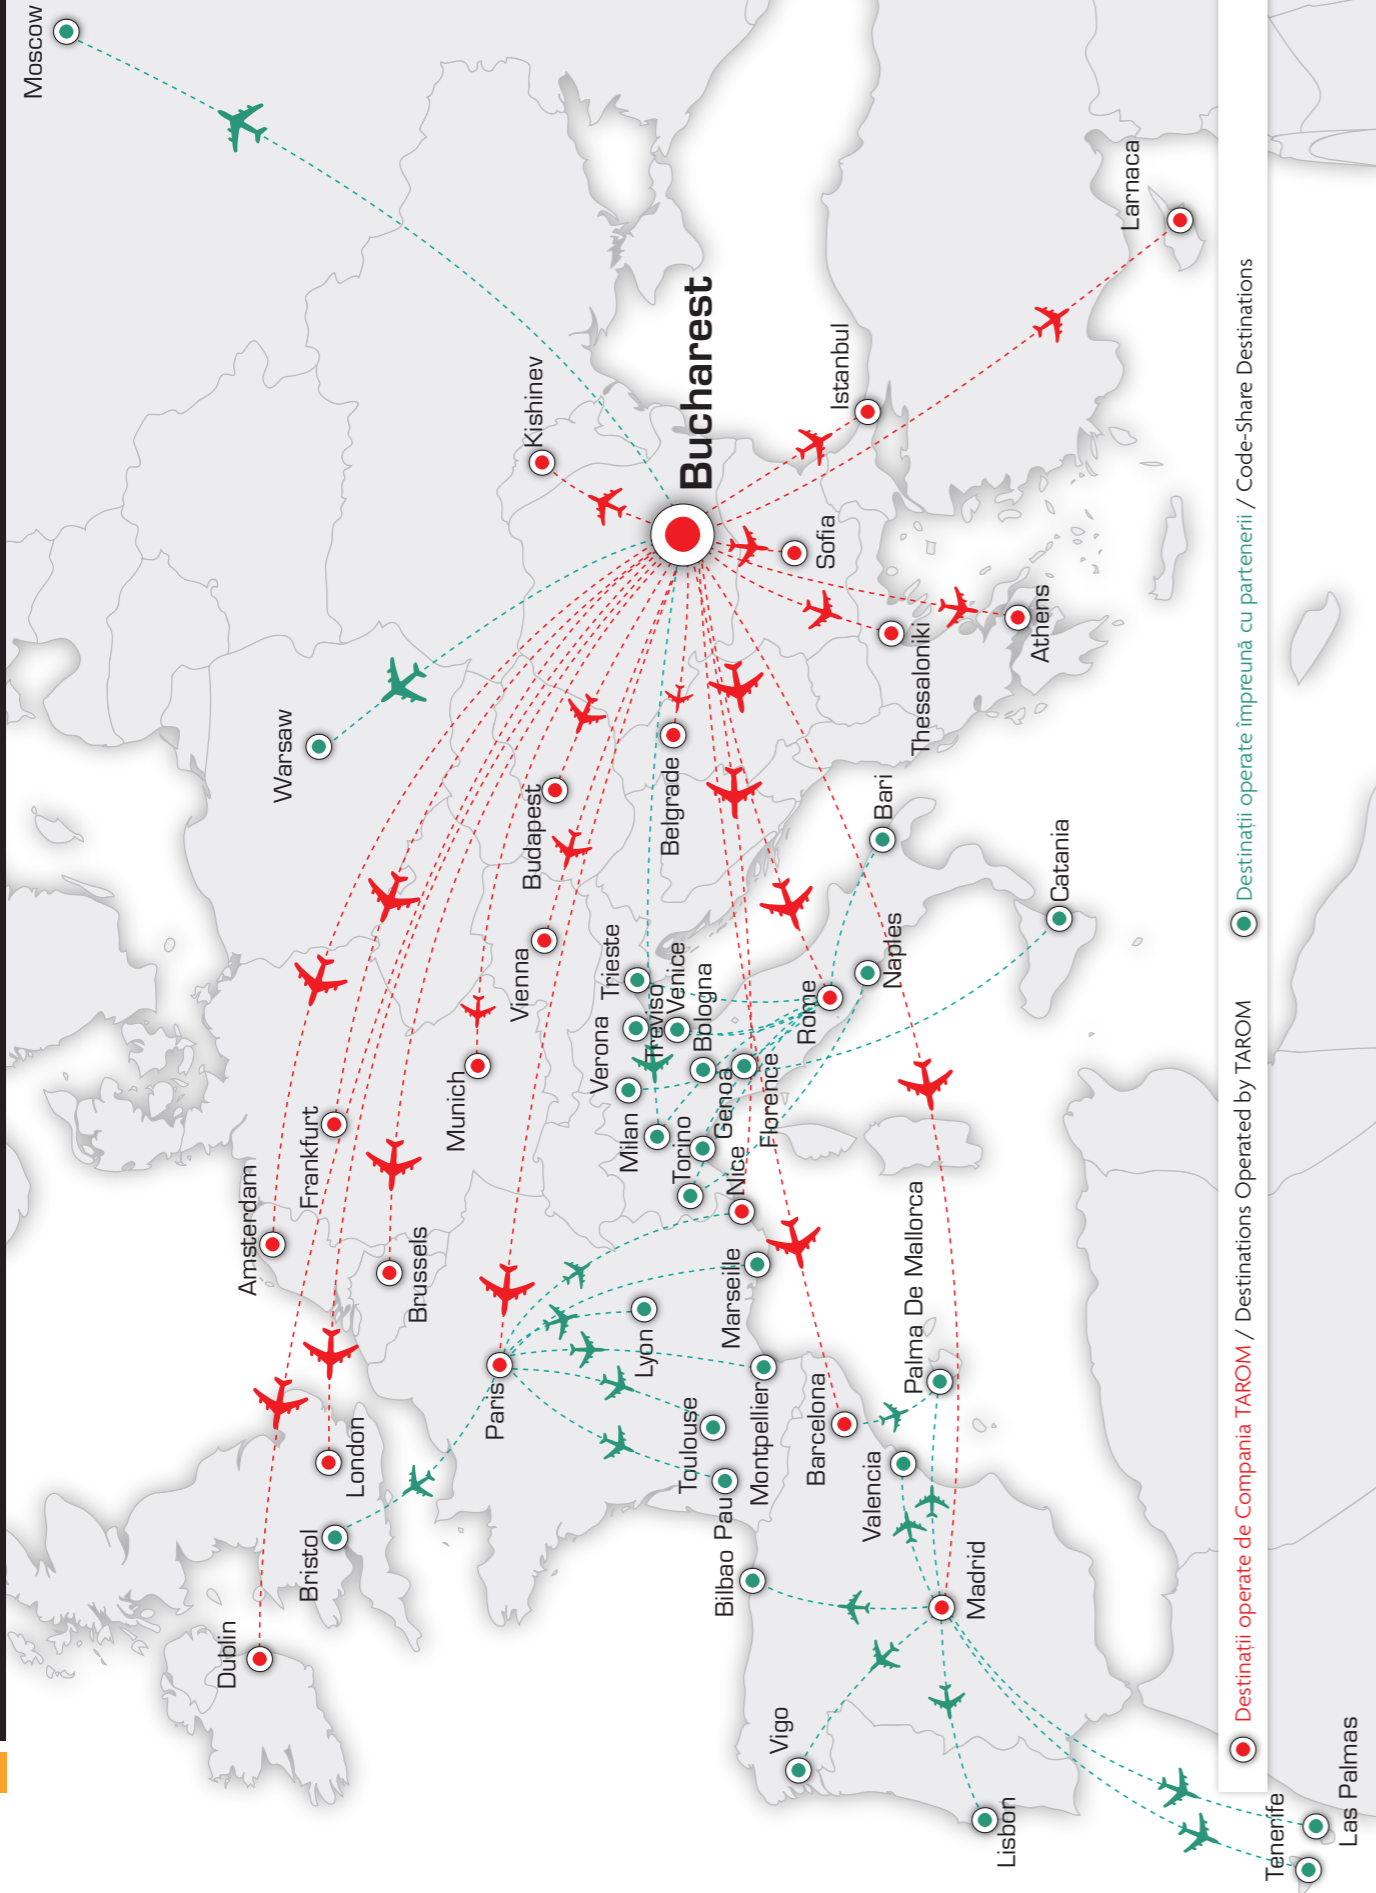 Moscow
Warsaw
Kishinev
Bucharest
Istanbul
Larnaca
Sofia
Thessaloniki
Athens
Belgrade
Budapest
Vienna
Munich
Frankfurt
Amsterdam
Brussels
London
Bristol
Dublin
Paris
Trieste
Treviso
Venice
Verona
Bologna
Milan
Torino
Genoa
Florence
Nice
Rome
Naples
Bari
Catania
Lyon
Marseille
Montpellier
Toulouse
Pau
Bilbao
Barcelona
Palma De Mallorca
Valencia
Madrid
Vigo
Lisbon
Tenerife
Las Palmas
Destinații operate de Compania TAROM / Destinations Operated by TAROM
Destinații operate împreună cu partenerii / Code-Share Destinations